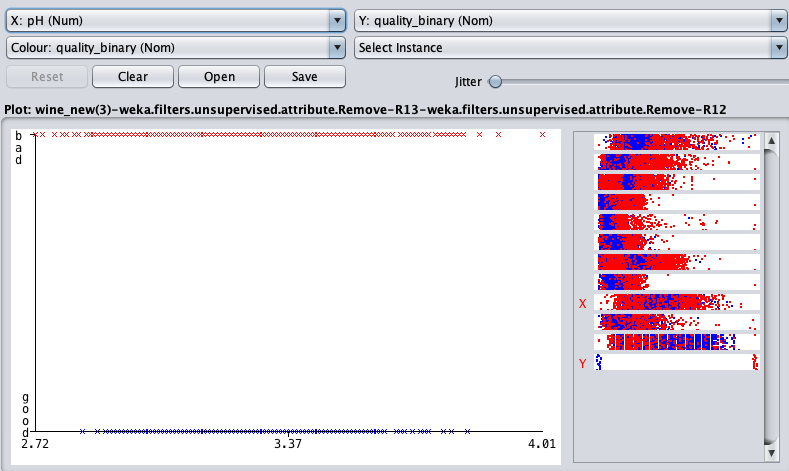 X: pH (Num)
Y: quality_binary (Nom)
Colour: quality_binary (Nom)
Select Instance
Reset
Clear
Open
Save
Jitter
Plot: wine_new(3)-weka.filters.unsupervised.attribute.Remove-R13-weka.filters.unsupervised.attribute.Remove-R12
bad
good
2.72
3.37
4.01
X
Y